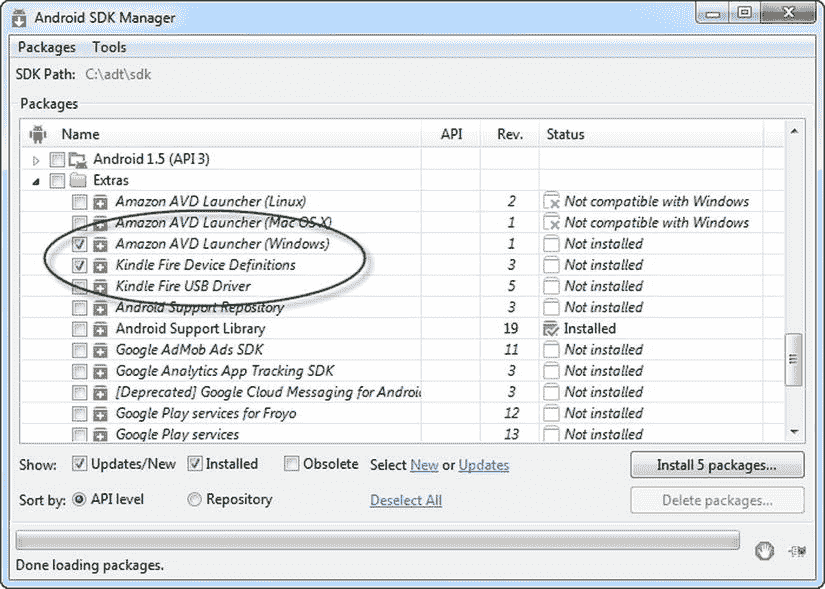 Android SDK Manager
Packages Tools
SDK Path: C:\adt\sdk
Packages
Name API Rev. Status
Android 1.5 (API 3)
Extras
Amazon AVD Launcher (Linux) 2 Not compatible with Windows
Amazon AVD Launcher (Mac OS X) 1 Not compatible with Windows
Amazon AVD Launcher (Windows) 1 Not installed
Kindle Fire Device Definitions 3 Not installed
Kindle Fire USB Driver 5 Not installed
Android Support Repository 3 Not installed
Android Support Library 19 Installed
Google AdMob Ads SDK 11 Not installed
Google Analytics App Tracking SDK 3 Not installed
[Deprecated] Google Cloud Messaging for Androi 3 Not installed
Google Play services for Froyo 12 Not installed
Google Play services 13 Not installed
Show: Updates/New Installed Obsolete Select New or Updates Install 5 packages...
Sort by: API level Repository Deselect All Delete packages...
Done loading packages.